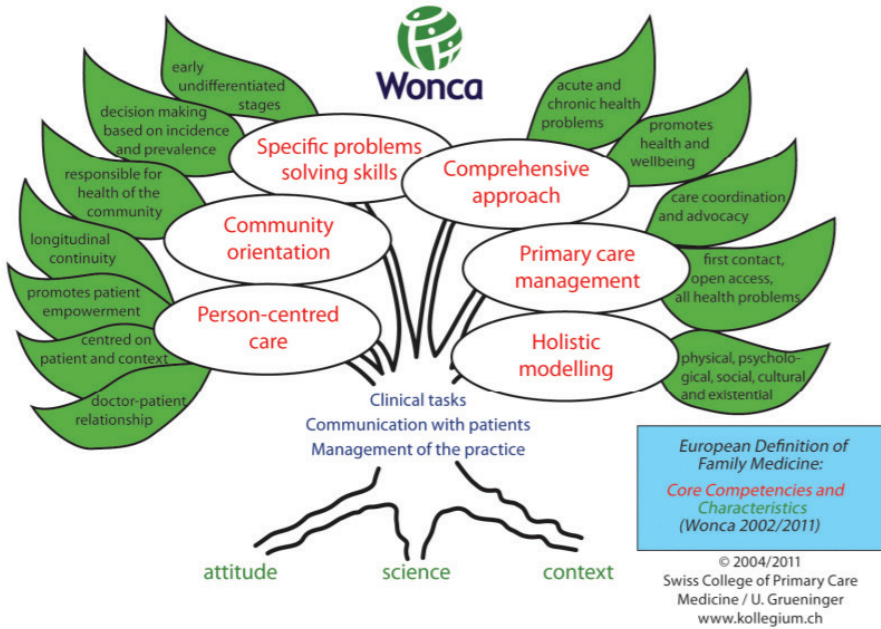 Wonca
early
undifferentiated
stages
decision making
based on incidence
and prevalence
responsible for
health of the
community
longitudinal
continuity
promotes patient
empowerment
centred on
patient and context
doctor-patient
relationship
Specific problems
solving skills
Community
orientation
Person-centred
care
Comprehensive
approach
Primary care
management
Holistic
modelling
acute and
chronic health
problems
promotes
health and
wellbeing
care coordination
and advocacy
first contact,
open access,
all health problems
physical, psycholo-
gical, social, cultural
and existential
Clinical tasks
Communication with patients
Management of the practice
attitude
science
context
European Definition of
Family Medicine:
Core Competencies and
Characteristics
(Wonca 2002/2011)
© 2004/2011
Swiss College of Primary Care
Medicine / U. Grueninger
www.kollegium.ch